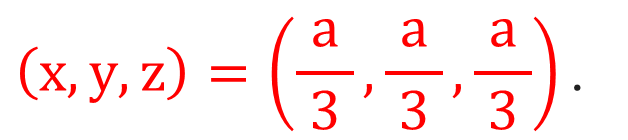 (x, y, z) = (a/3, a/3, a/3).